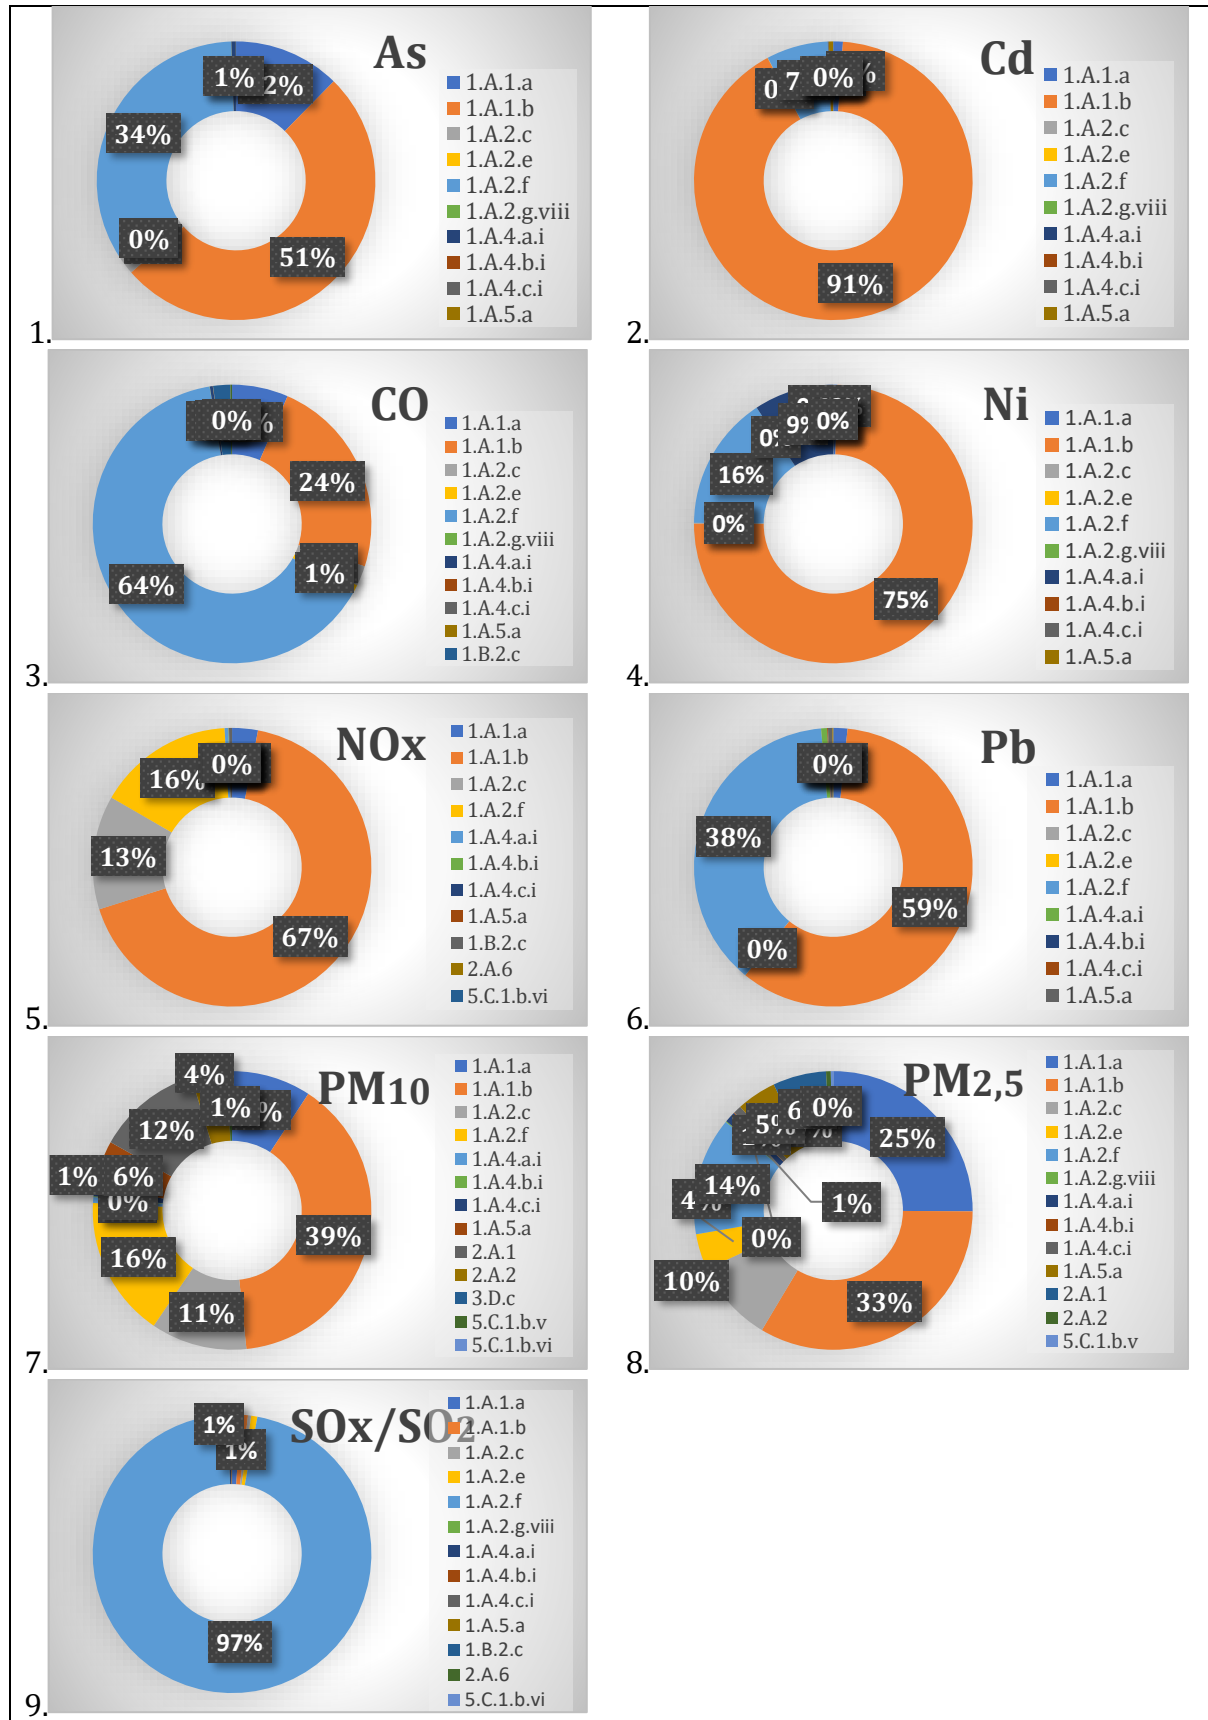 As
1%
2%
34%
0%
51%
1.A.1.a
1.A.1.b
1.A.2.c
1.A.2.e
1.A.2.f
1.A.2.g.viii
1.A.4.a.i
1.A.4.b.i
1.A.4.c.i
1.A.5.a
1.
Cd
0
7
0%
%
91%
1.A.1.a
1.A.1.b
1.A.2.c
1.A.2.e
1.A.2.f
1.A.2.g.viii
1.A.4.a.i
1.A.4.b.i
1.A.4.c.i
1.A.5.a
2.
CO
0%
%
24%
1%
64%
1.A.1.a
1.A.1.b
1.A.2.c
1.A.2.e
1.A.2.f
1.A.2.g.viii
1.A.4.a.i
1.A.4.b.i
1.A.4.c.i
1.A.5.a
1.B.2.c
3.
Ni
0%
9%
0%
16%
0%
75%
1.A.1.a
1.A.1.b
1.A.2.c
1.A.2.e
1.A.2.f
1.A.2.g.viii
1.A.4.a.i
1.A.4.b.i
1.A.4.c.i
1.A.5.a
4.
NOx
0%
16%
13%
67%
1.A.1.a
1.A.1.b
1.A.2.c
1.A.2.f
1.A.4.a.i
1.A.4.b.i
1.A.4.c.i
1.A.5.a
1.B.2.c
2.A.6
5.C.1.b.vi
5.
Pb
0%
38%
59%
0%
1.A.1.a
1.A.1.b
1.A.2.c
1.A.2.e
1.A.2.f
1.A.4.a.i
1.A.4.b.i
1.A.4.c.i
1.A.5.a
6.
PM10
4%
1%
%
12%
1%
6%
0%
16%
11%
39%
1.A.1.a
1.A.1.b
1.A.2.c
1.A.2.f
1.A.4.a.i
1.A.4.b.i
1.A.4.c.i
1.A.5.a
2.A.1
2.A.2
3.D.c
5.C.1.b.v
5.C.1.b.vi
7.
PM2,5
5%
6
0%
%
25%
14%
4%
1%
0%
10%
33%
1.A.1.a
1.A.1.b
1.A.2.c
1.A.2.e
1.A.2.f
1.A.2.g.viii
1.A.4.a.i
1.A.4.b.i
1.A.4.c.i
1.A.5.a
2.A.1
2.A.2
5.C.1.b.v
8.
SOx/SO2
1%
1%
97%
1.A.1.a
1.A.1.b
1.A.2.c
1.A.2.e
1.A.2.f
1.A.2.g.viii
1.A.4.a.i
1.A.4.b.i
1.A.4.c.i
1.A.5.a
1.B.2.c
2.A.6
5.C.1.b.vi
9.